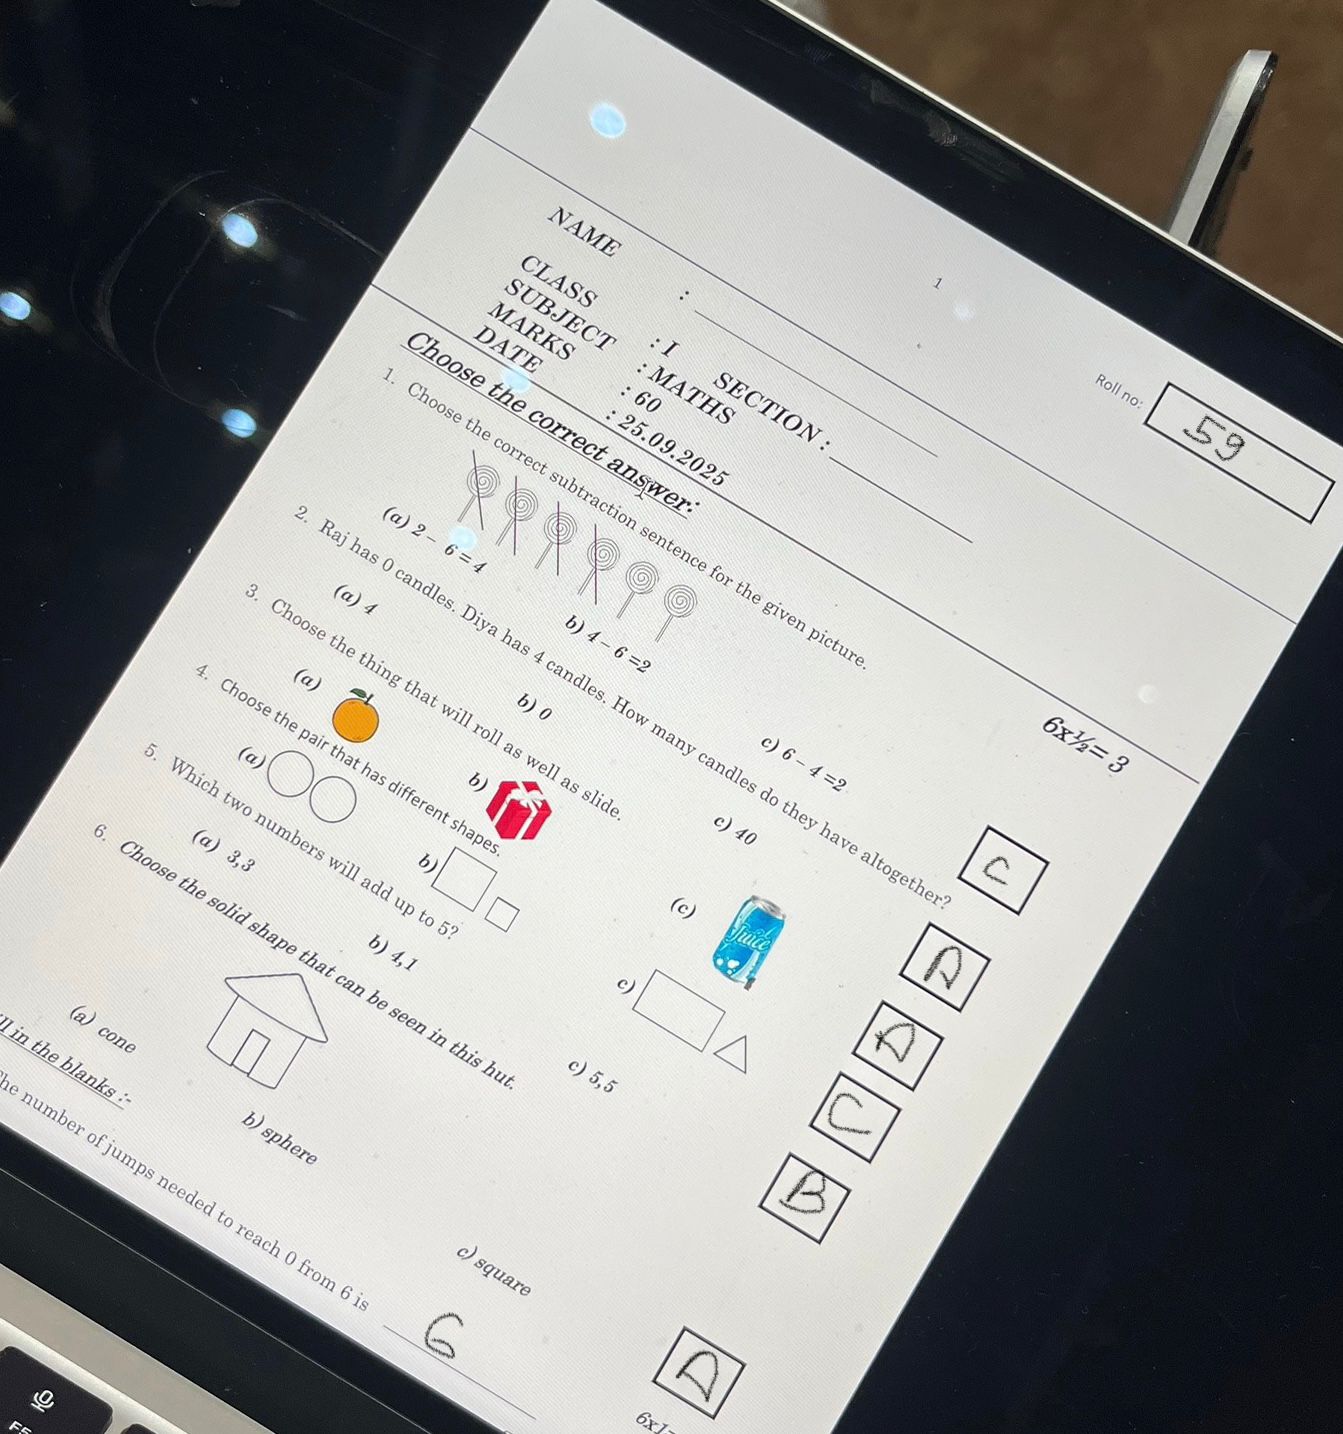 1
Roll no: 59
NAME :
CLASS : I SECTION :
SUBJECT : MATHS
MARKS : 60
DATE : 25.09.2025
Choose the correct answer: 6x½=3
1. Choose the correct subtraction sentence for the given picture.
(a) 2 – 6 = 4 b) 4 – 6 =2 c) 6 – 4 =2 C
2. Raj has 0 candles. Diya has 4 candles. How many candles do they have altogether?
(a) 4 b) 0 c) 40 A
3. Choose the thing that will roll as well as slide.
(a) b) (c) Juice
4. Choose the pair that has different shapes.
(a) b) c) C
5. Which two numbers will add up to 5?
(a) 3,3 b) 4,1 c) 5,5 B
6. Choose the solid shape that can be seen in this hut.
(a) cone b) sphere c) square A
in the blanks :- 6x1
number of jumps needed to reach 0 from 6 is 6
F5